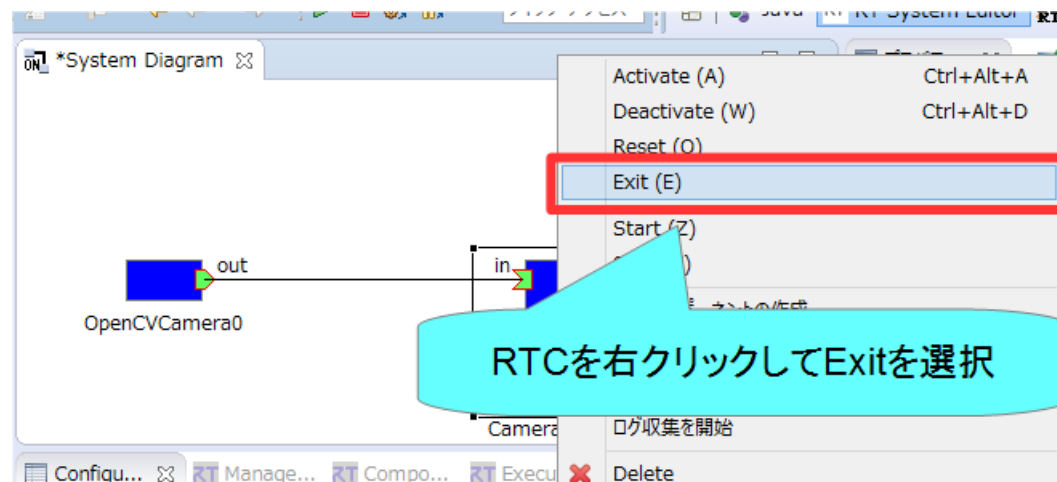 Java
RT System Editor
*System Diagram
Activate (A) Ctrl+Alt+A
Deactivate (W) Ctrl+Alt+D
Reset (O)
Exit (E)
Start (Z)
out
in
OpenCVCamera0
RTCを右クリックしてExitを選択
Camera
ログ収集を開始
Configu... Manage... Compo... Execu
Delete